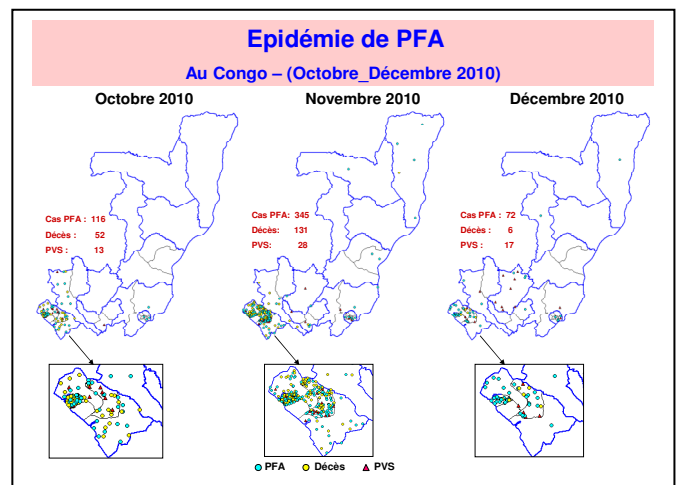 Epidémie de PFA
Au Congo – (Octobre_Décembre 2010)
Octobre 2010
Novembre 2010
Décembre 2010
Cas PFA : 116
Décès : 52
PVS : 13
Cas PFA: 345
Décès: 131
PVS: 28
Cas PFA : 72
Décès : 6
PVS : 17
PFA Décès PVS